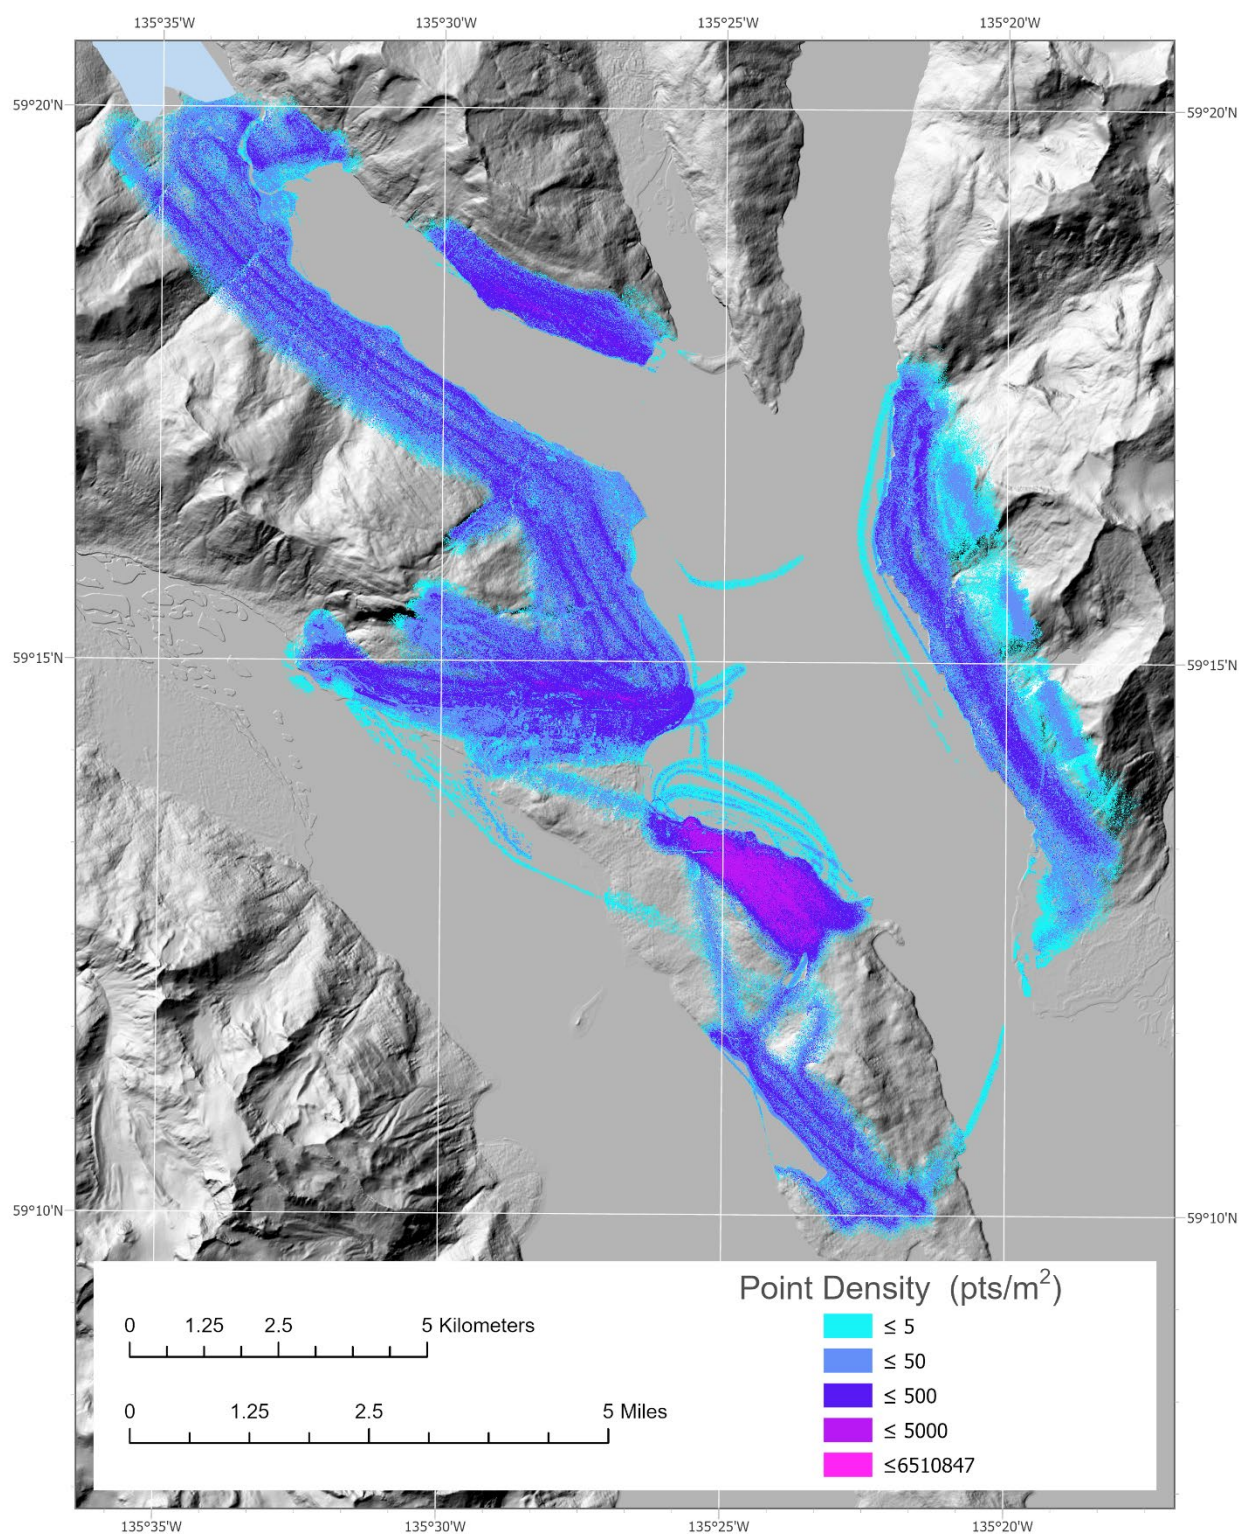 135°35'W 135°30'W 135°25'W 135°20'W
59°20'N 59°20'N
59°15'N 59°15'N
59°10'N 59°10'N
Point Density (pts/m²)
0 1.25 2.5 5 Kilometers
≤ 5
≤ 50
≤ 500
0 1.25 2.5 5 Miles
≤ 5000
≤6510847
135°35'W 135°30'W 135°25'W 135°20'W